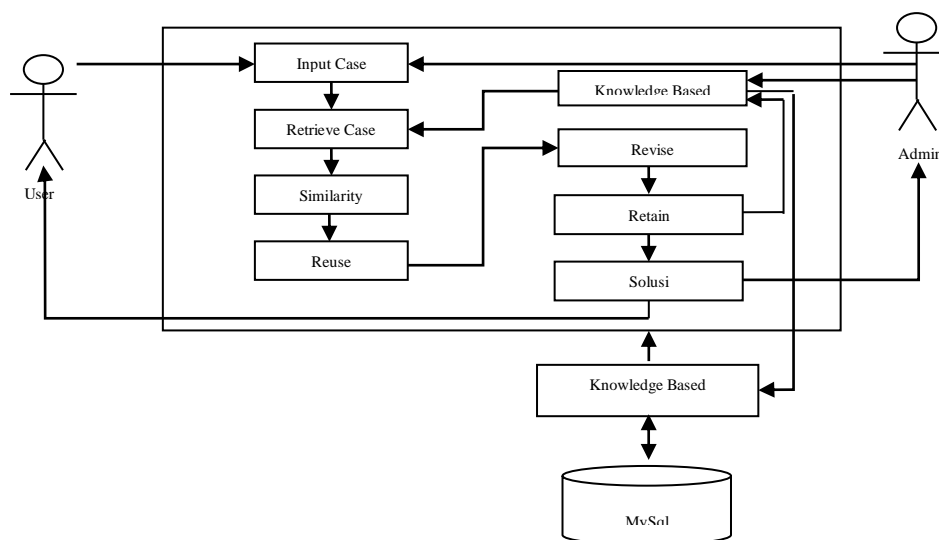 Input Case
Knowledge Based
Retrieve Case
Revise
Admin
User
Similarity
Retain
Reuse
Solusi
Knowledge Based
MySql